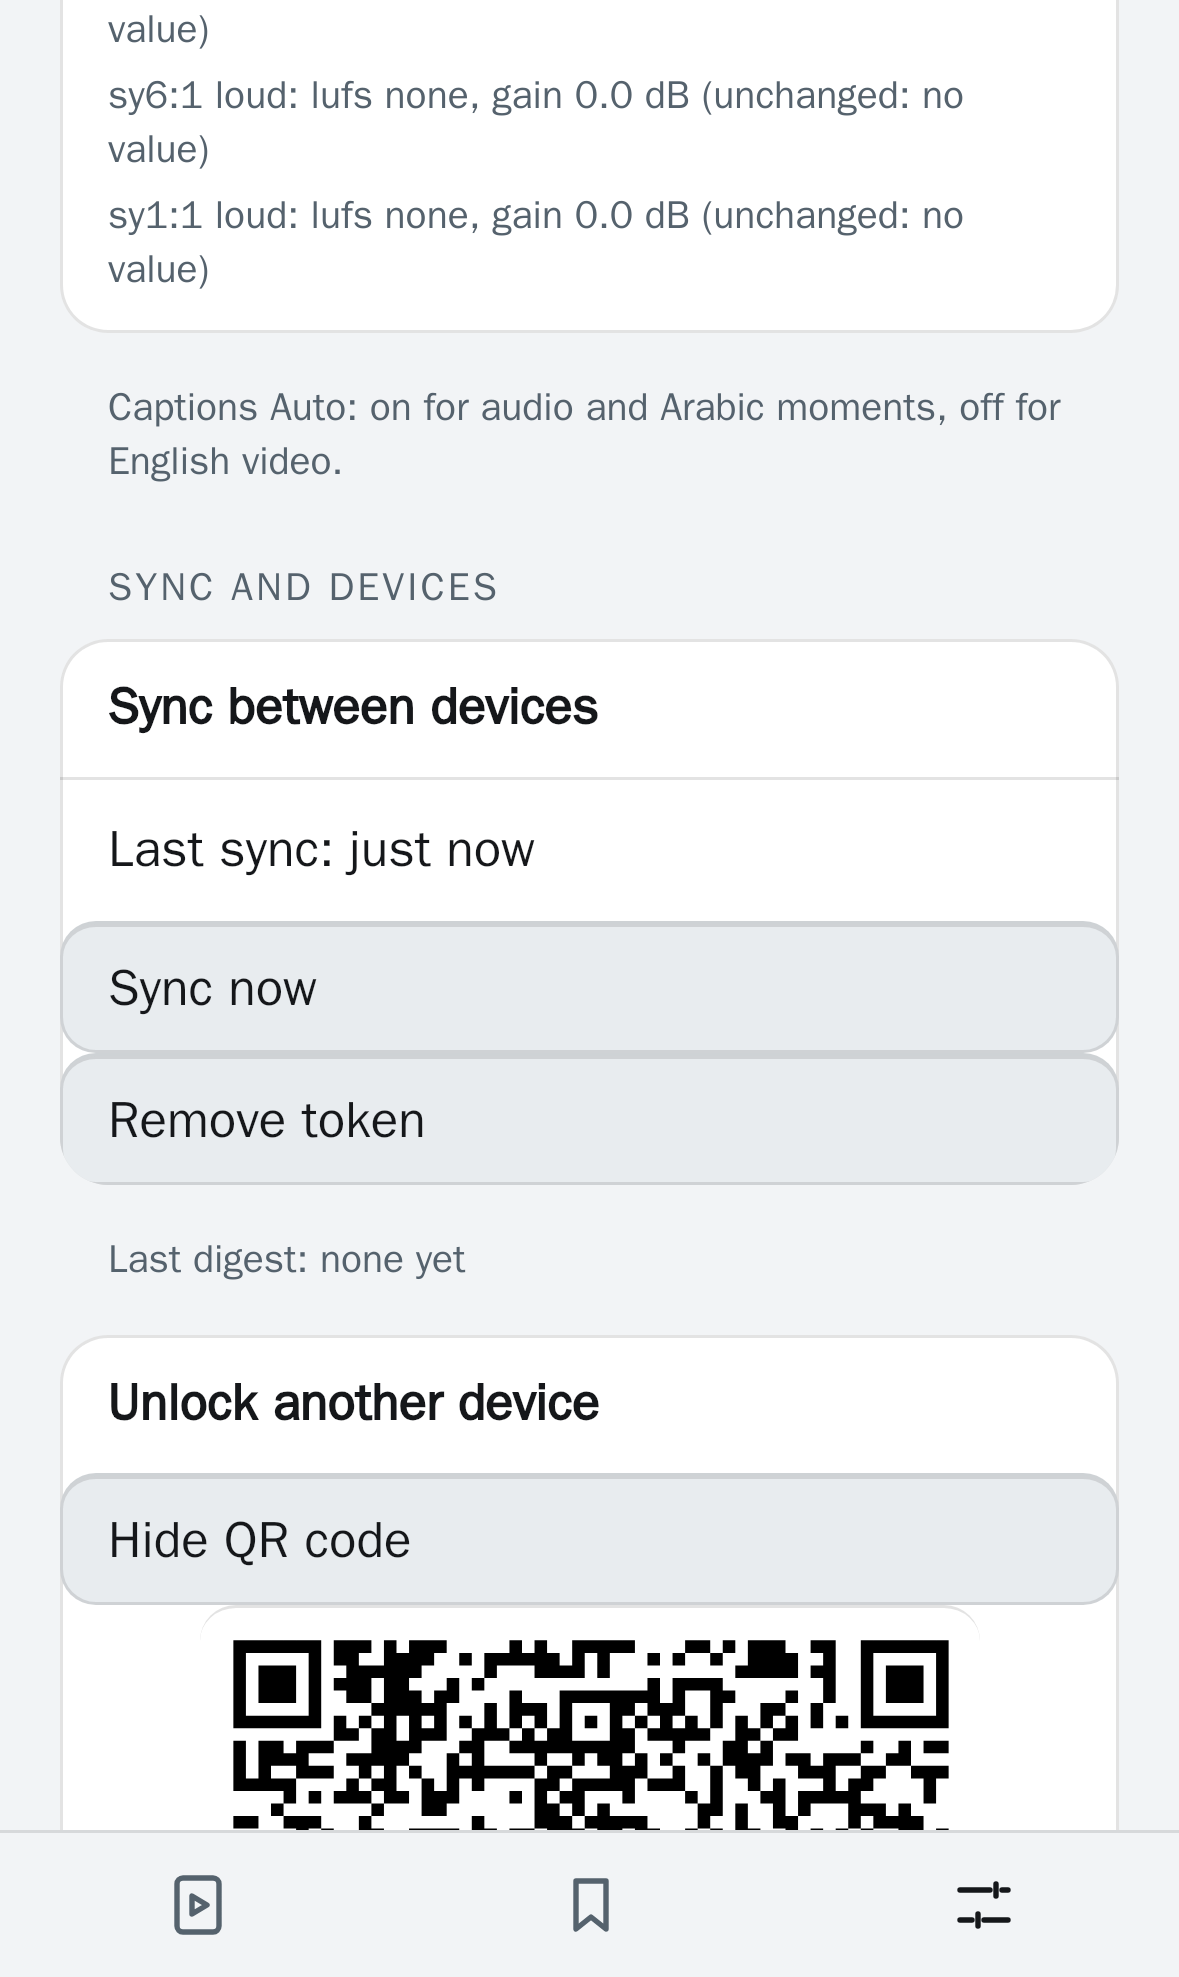 value)
sy6:1 loud: lufs none, gain 0.0 dB (unchanged: no
value)
sy1:1 loud: lufs none, gain 0.0 dB (unchanged: no
value)
Captions Auto: on for audio and Arabic moments, off for
English video.
SYNC AND DEVICES
Sync between devices
Last sync: just now
Sync now
Remove token
Last digest: none yet
Unlock another device
Hide QR code